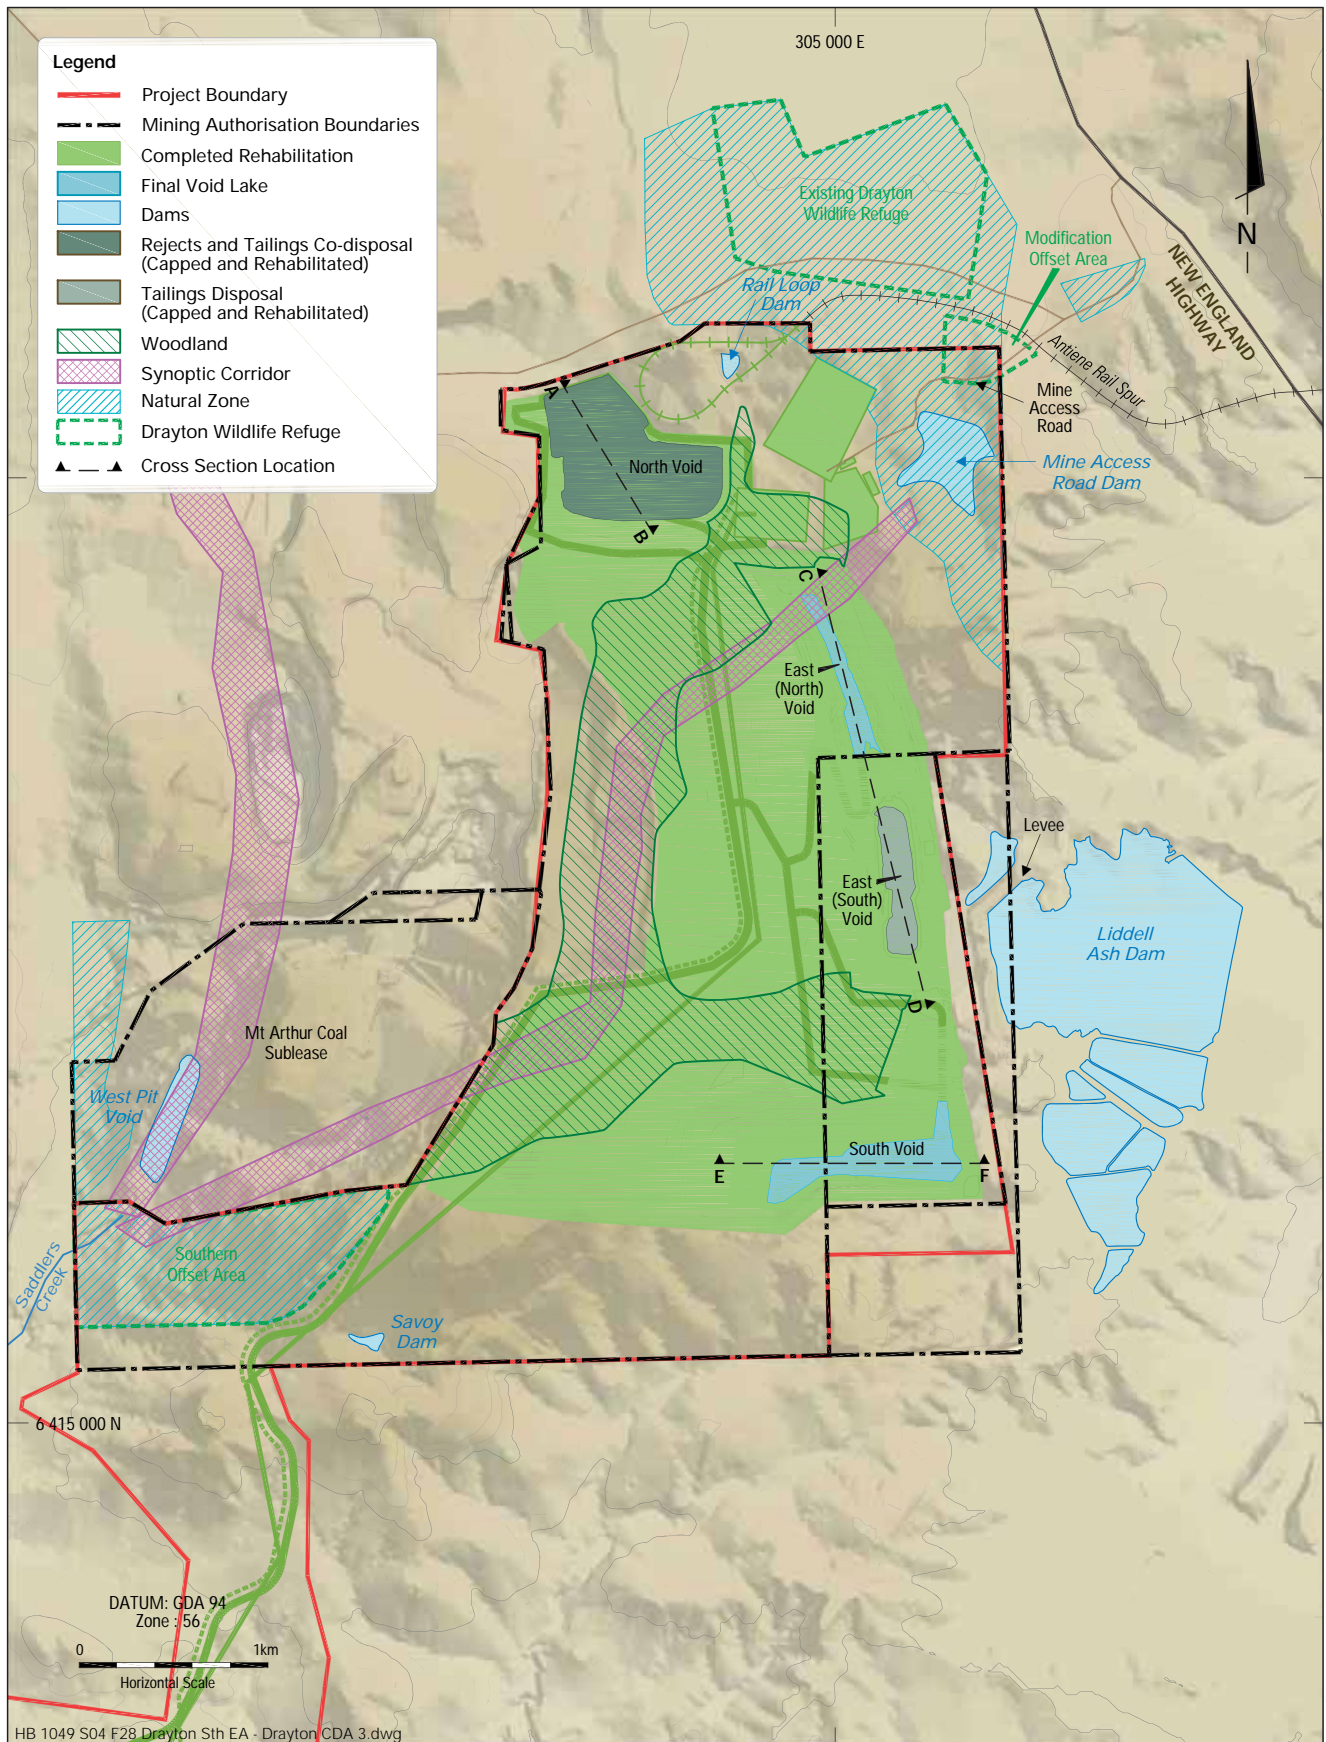 305 000 E
Legend
Project Boundary
Mining Authorisation Boundaries
Completed Rehabilitation
Final Void Lake
Dams
Rejects and Tailings Co-disposal
(Capped and Rehabilitated)
Tailings Disposal
(Capped and Rehabilitated)
Woodland
Synoptic Corridor
Natural Zone
Drayton Wildlife Refuge
Cross Section Location
Existing Drayton
Wildlife Refuge
Modification
Offset Area
N
NEW ENGLAND
HIGHWAY
Rail Loop
Dam
Antiene Rail Spur
Mine
Access
Road
A
North Void
Mine Access
Road Dam
B
C
East
(North)
Void
Levee
East
(South)
Void
Liddell
Ash Dam
D
Mt Arthur Coal
Sublease
West Pit
Void
South Void
E
F
Saddlers
Creek
Southern
Offset Area
Savoy
Dam
6 415 000 N
DATUM: GDA 94
Zone : 56
0
1km
Horizontal Scale
HB 1049 S04 F28 Drayton Sth EA - Drayton CDA 3.dwg